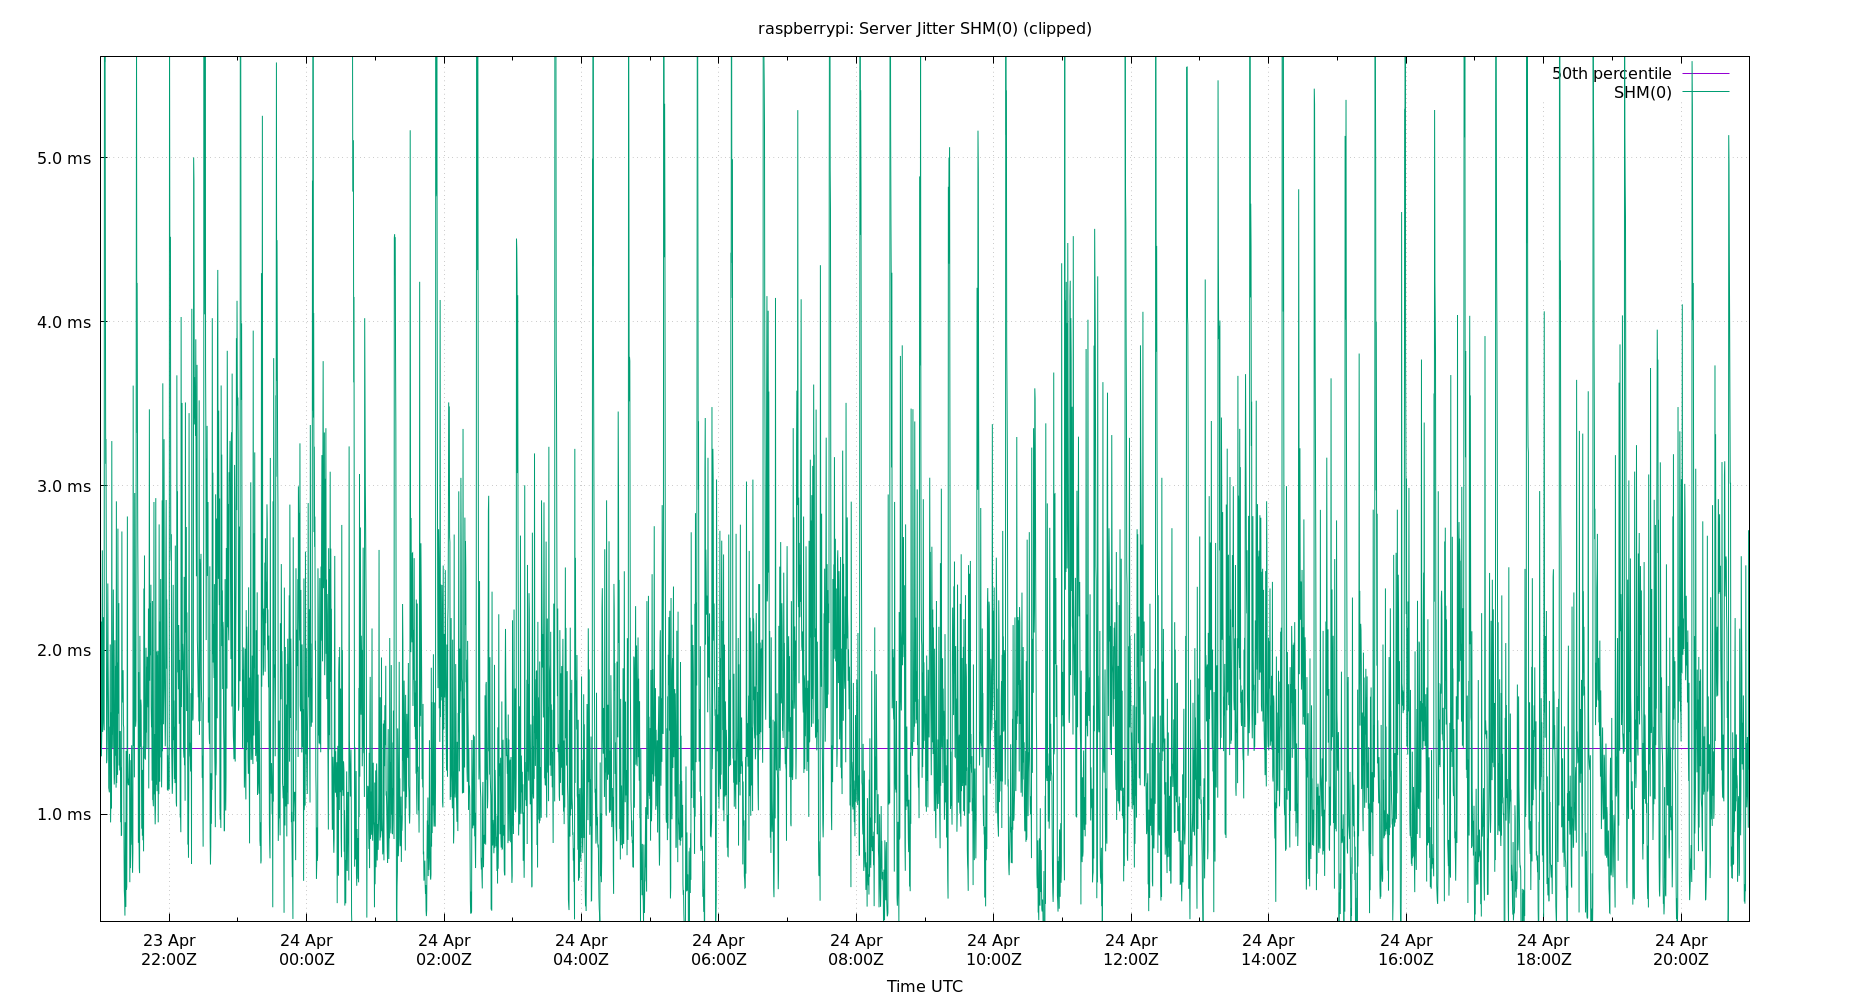 raspberrypi: Server Jitter SHM(0) (clipped)
50th percentile
SHM(0)
5.0 ms
4.0 ms
3.0 ms
2.0 ms
1.0 ms
23 Apr 24 Apr 24 Apr 24 Apr 24 Apr 24 Apr 24 Apr 24 Apr 24 Apr 24 Apr 24 Apr 24 Apr
22:00Z 00:00Z 02:00Z 04:00Z 06:00Z 08:00Z 10:00Z 12:00Z 14:00Z 16:00Z 18:00Z 20:00Z
Time UTC